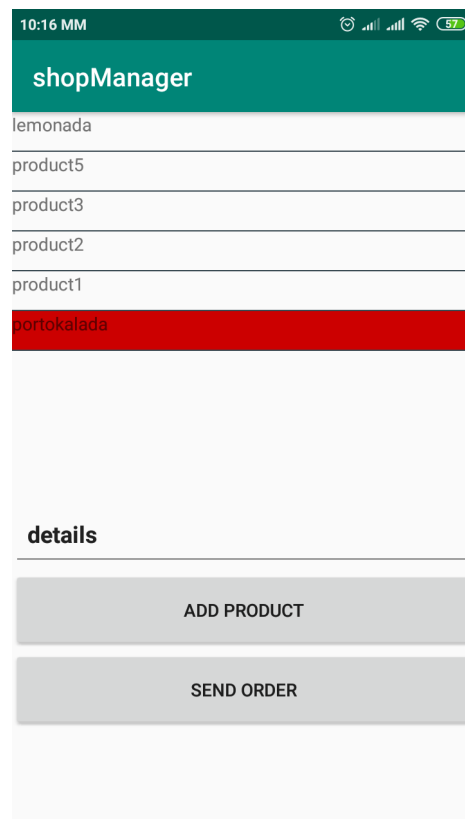 10:16 MM
57
shopManager
lemonada
product5
product3
product2
product1
portokalada
details
ADD PRODUCT
SEND ORDER